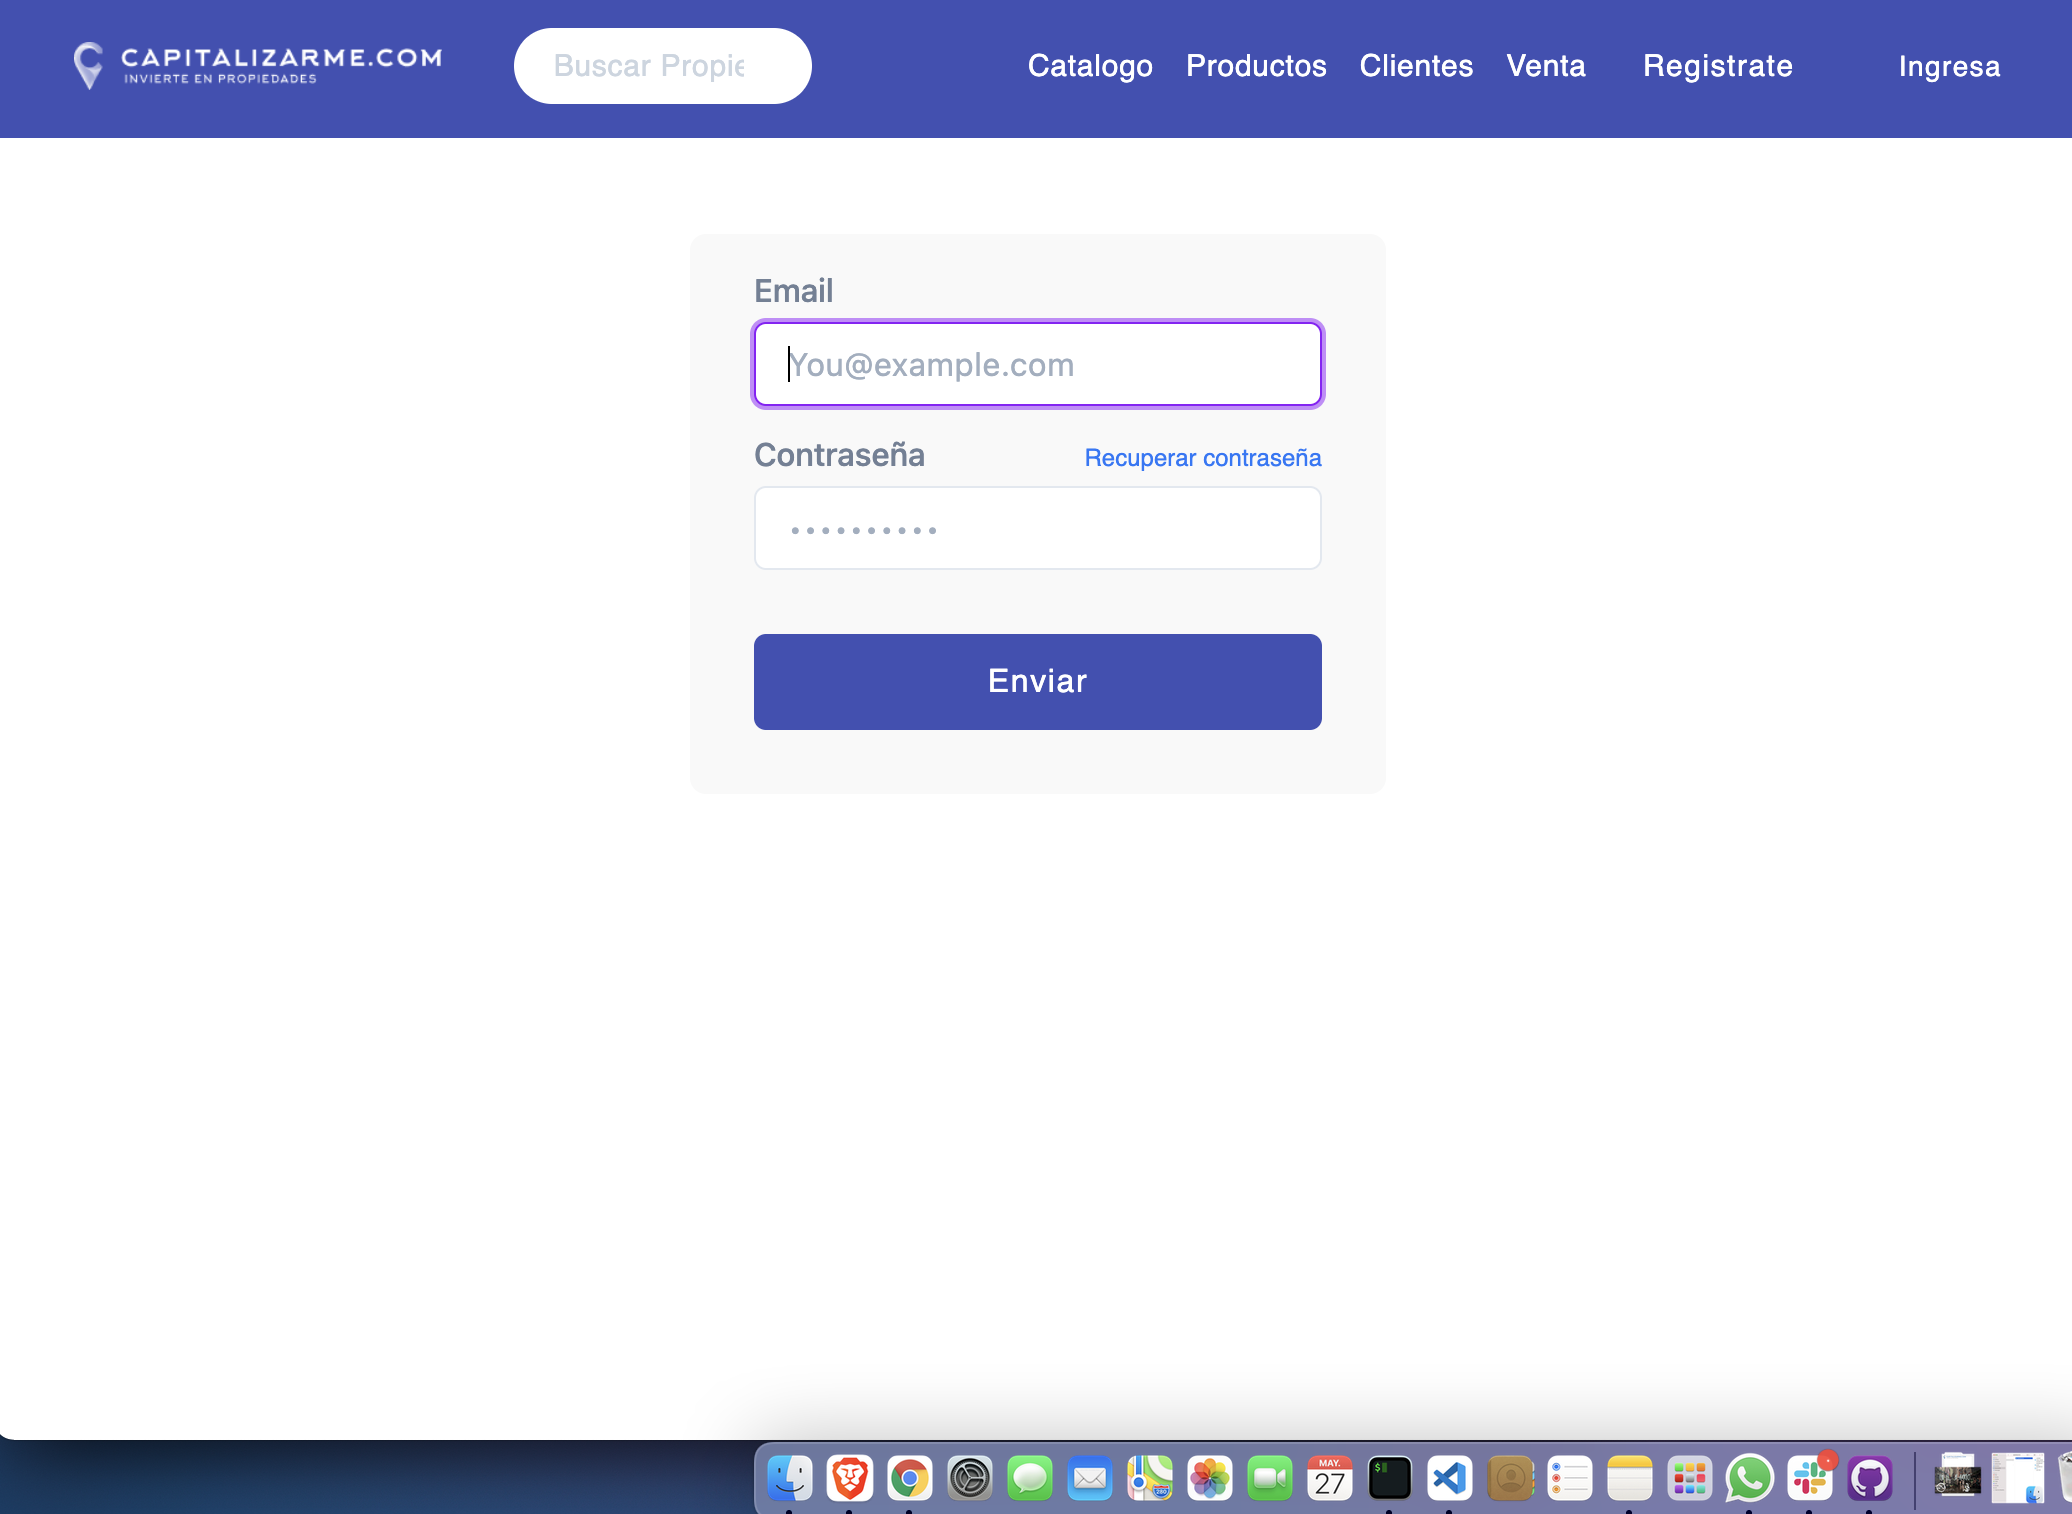 CAPITALIZARME.COM
INVIERTE EN PROPIEDADES
Buscar Propie
Catalogo Productos Clientes Venta Registrate Ingresa
Email
You@example.com
Contraseña Recuperar contraseña
Enviar
MAY.
27
280
$